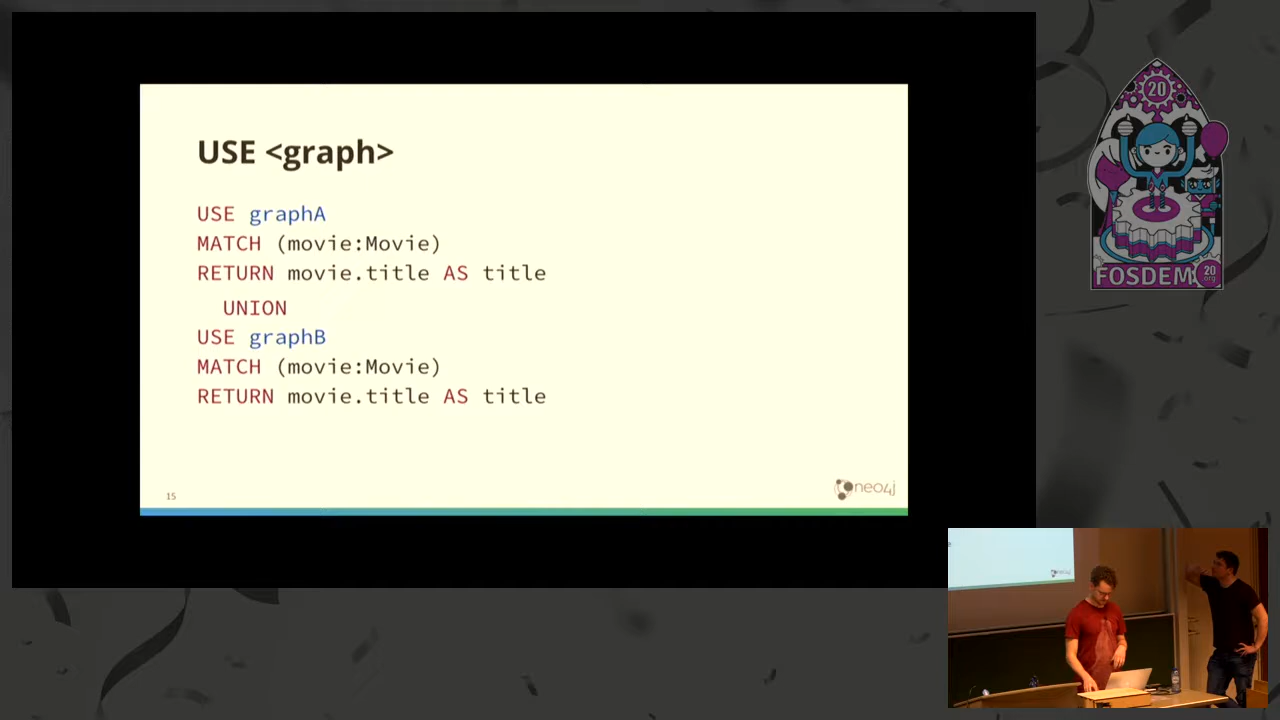 USE <graph>
USE graphA
MATCH (movie:Movie)
RETURN movie.title AS title
UNION
USE graphB
MATCH (movie:Movie)
RETURN movie.title AS title
15
neo4j
20
FOSDEM
20
.org